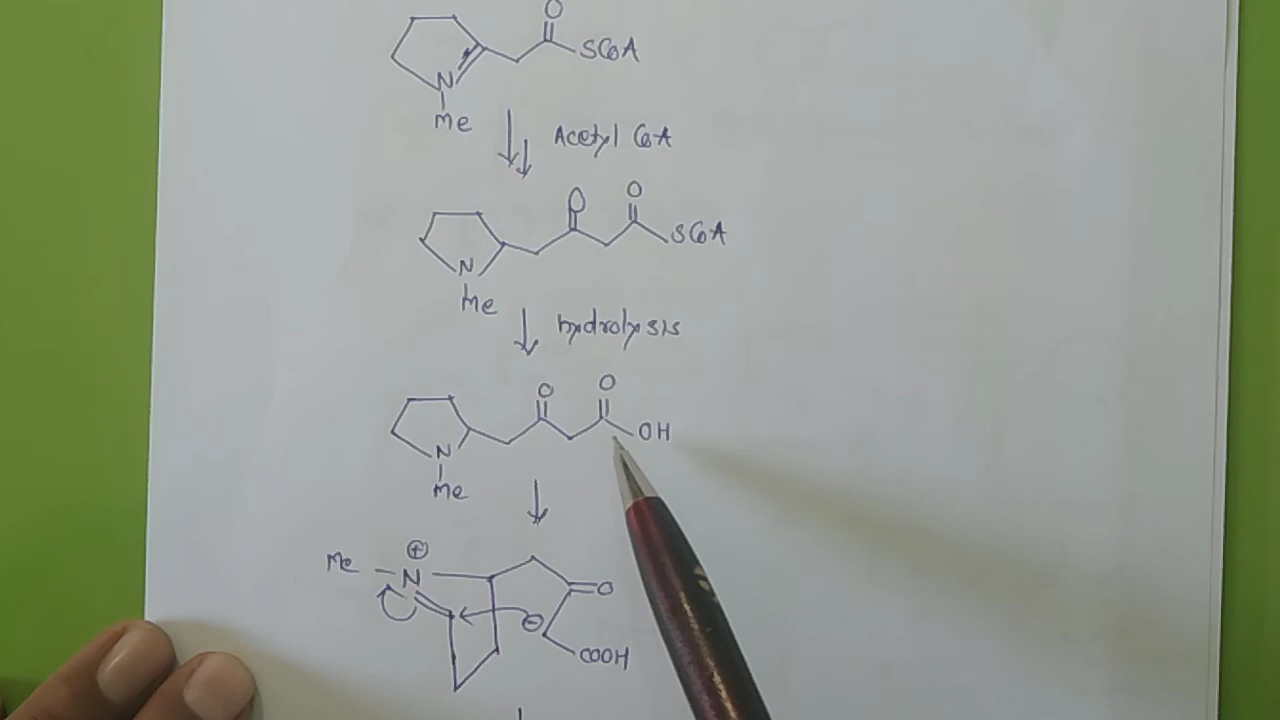 O
SCoA
N
Me
Acetyl CoA
O O
SCoA
N
Me
hydrolysis
O O
OH
N
Me
⊕
Me - N
O
⊖
COOH